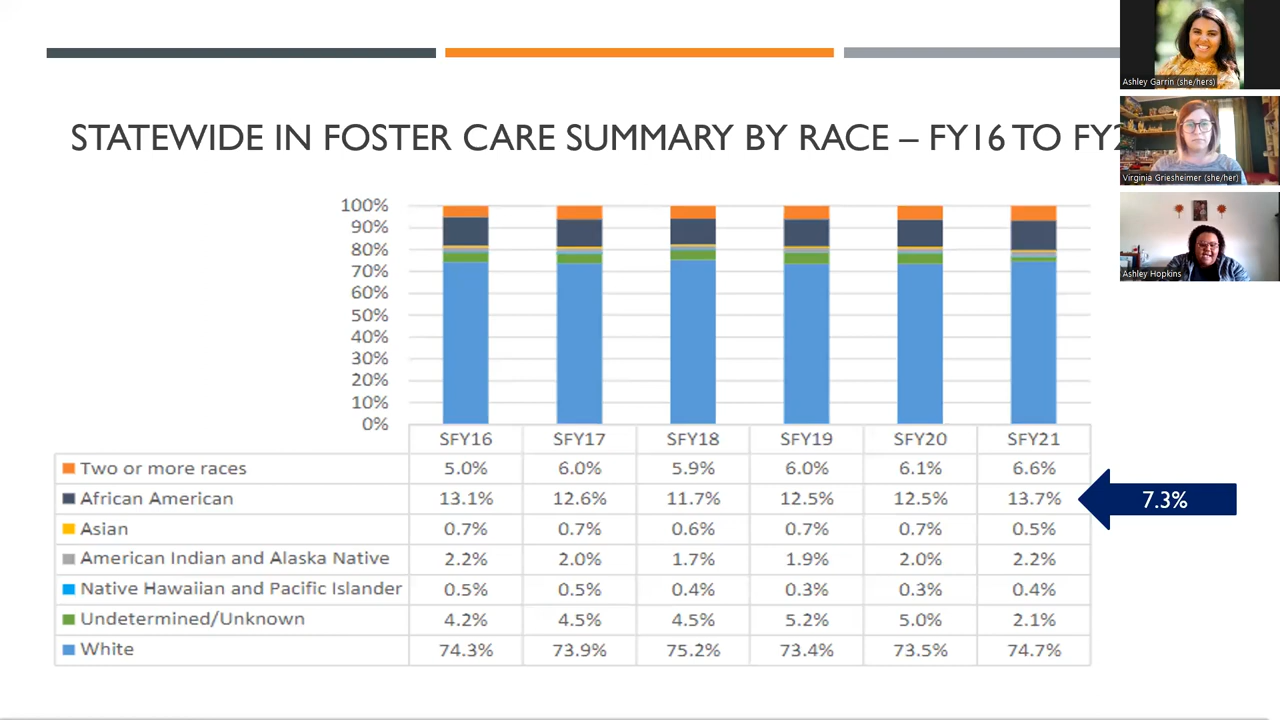 STATEWIDE IN FOSTER CARE SUMMARY BY RACE – FY16 TO
100%
90%
80%
70%
60%
50%
40%
30%
20%
10%
0%
SFY16 SFY17 SFY18 SFY19 SFY20 SFY21
Two or more races 5.0% 6.0% 5.9% 6.0% 6.1% 6.6%
African American 13.1% 12.6% 11.7% 12.5% 12.5% 13.7%
7.3%
Asian 0.7% 0.7% 0.6% 0.7% 0.7% 0.5%
American Indian and Alaska Native 2.2% 2.0% 1.7% 1.9% 2.0% 2.2%
Native Hawaiian and Pacific Islander 0.5% 0.5% 0.4% 0.3% 0.3% 0.4%
Undetermined/Unknown 4.2% 4.5% 4.5% 5.2% 5.0% 2.1%
White 74.3% 73.9% 75.2% 73.4% 73.5% 74.7%
Ashley Garrin (she/hers)
Virginia Griesheimer (she/her)
Ashley Hopkins